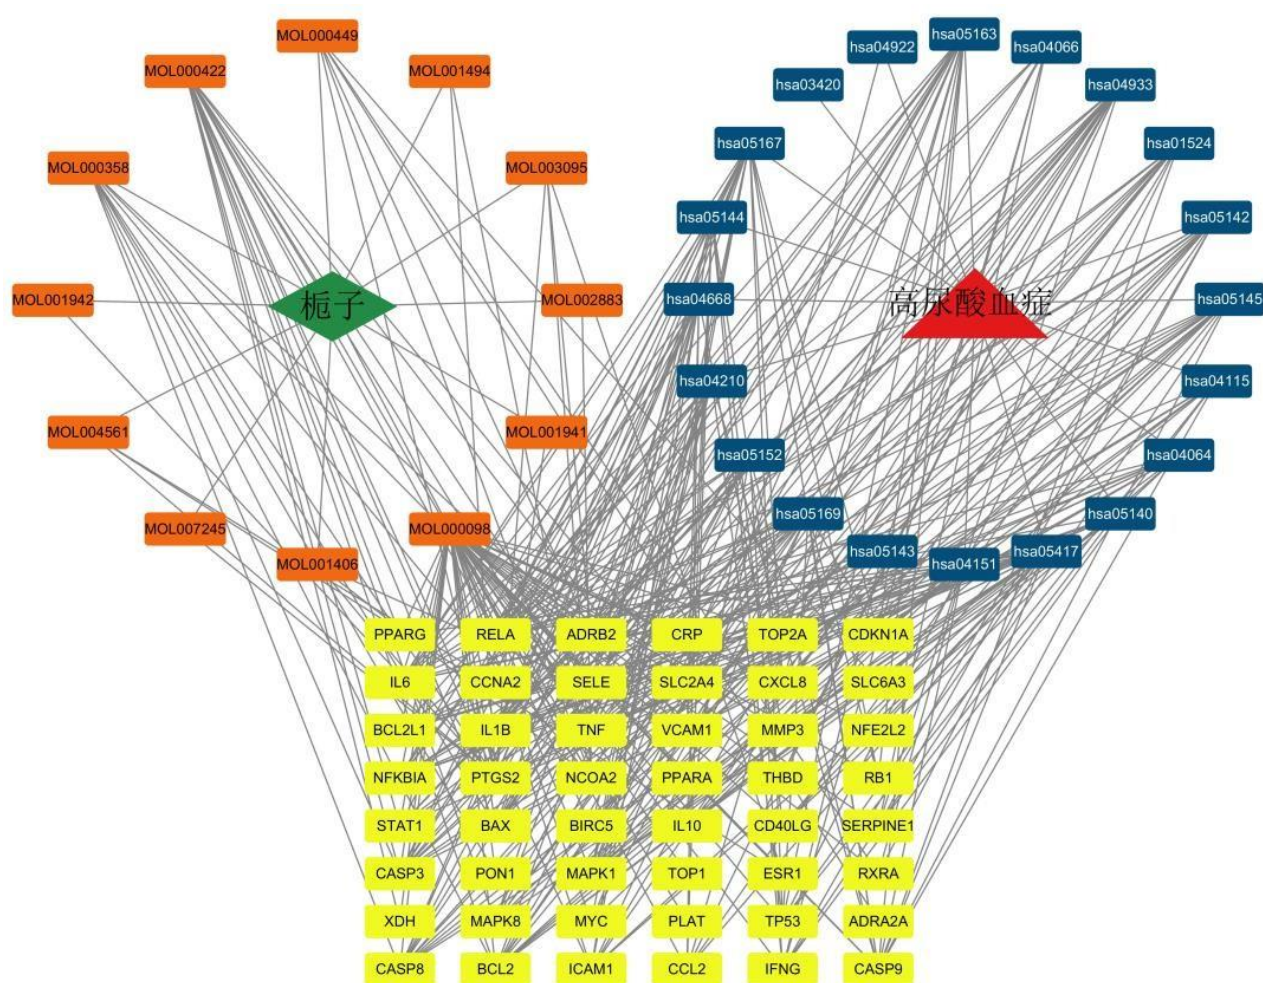 MOL000449
MOL000422
MOL001494
MOL000358
MOL003095
MOL001942
栀子
MOL002883
MOL004561
MOL001941
MOL007245
MOL000098
MOL001406
hsa05163
hsa04922
hsa04066
hsa03420
hsa04933
hsa05167
hsa01524
hsa05144
hsa05142
hsa04668
高尿酸血症
hsa05145
hsa04210
hsa04115
hsa05152
hsa04064
hsa05169
hsa05140
hsa05143
hsa04151
hsa05417
PPARG RELA ADRB2 CRP TOP2A CDKN1A
IL6 CCNA2 SELE SLC2A4 CXCL8 SLC6A3
BCL2L1 IL1B TNF VCAM1 MMP3 NFE2L2
NFKBIA PTGS2 NCOA2 PPARA THBD RB1
STAT1 BAX BIRC5 IL10 CD40LG SERPINE1
CASP3 PON1 MAPK1 TOP1 ESR1 RXRA
XDH MAPK8 MYC PLAT TP53 ADRA2A
CASP8 BCL2 ICAM1 CCL2 IFNG CASP9